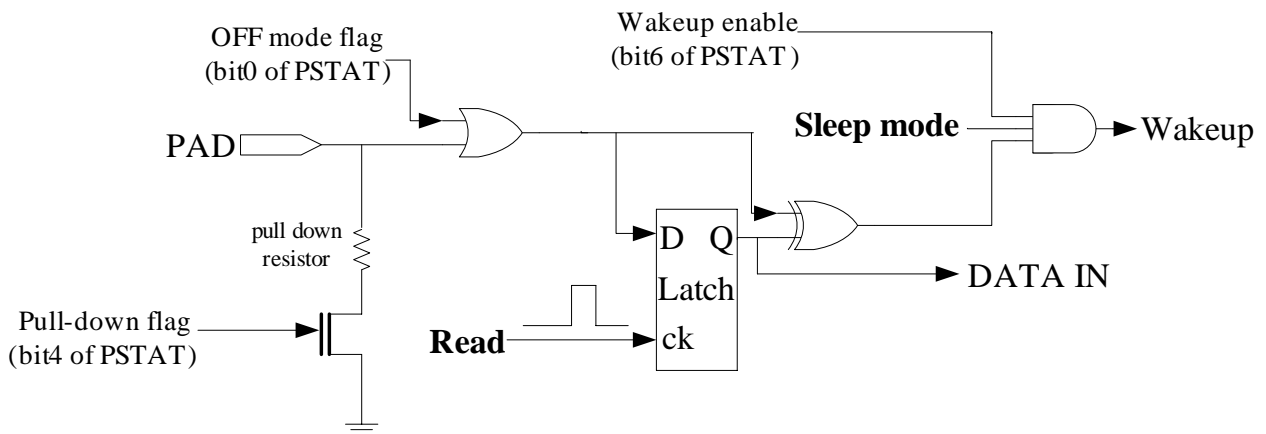 OFF mode flag
(bit0 of PSTAT)
Wakeup enable
(bit6 of PSTAT)
Sleep mode
Wakeup
PAD
pull down
resistor
D Q
Latch
ck
DATA IN
Pull-down flag
(bit4 of PSTAT)
Read